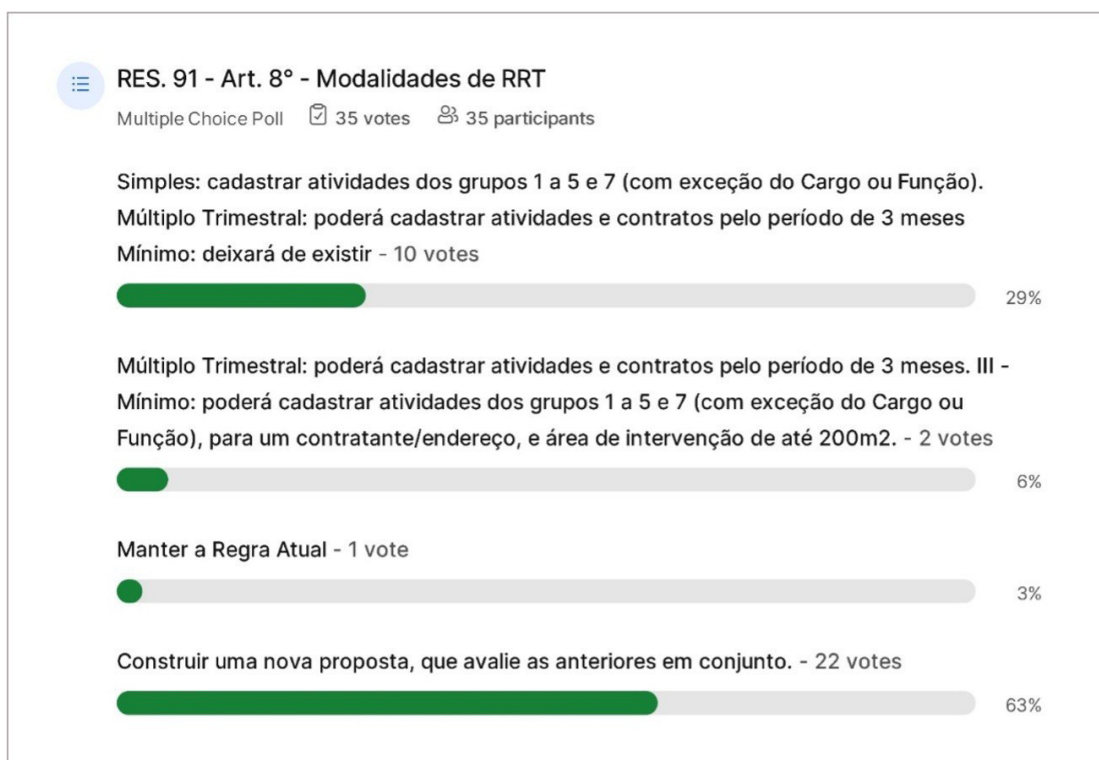 RES. 91 - Art. 8° - Modalidades de RRT
Multiple Choice Poll 35 votes 35 participants
Simples: cadastrar atividades dos grupos 1 a 5 e 7 (com exceção do Cargo ou Função).
Múltiplo Trimestral: poderá cadastrar atividades e contratos pelo período de 3 meses
Mínimo: deixará de existir - 10 votes
29%
Múltiplo Trimestral: poderá cadastrar atividades e contratos pelo período de 3 meses. III -
Mínimo: poderá cadastrar atividades dos grupos 1 a 5 e 7 (com exceção do Cargo ou
Função), para um contratante/endereço, e área de intervenção de até 200m2. - 2 votes
6%
Manter a Regra Atual - 1 vote
3%
Construir uma nova proposta, que avalie as anteriores em conjunto. - 22 votes
63%